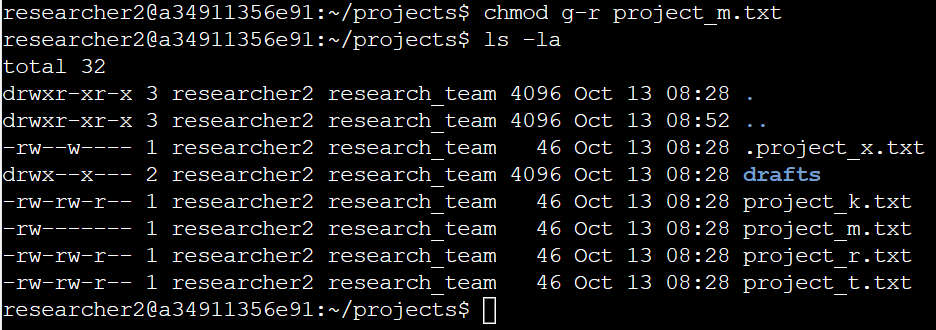 researcher2@a34911356e91:~/projects$ chmod g-r project_m.txt
researcher2@a34911356e91:~/projects$ ls -la
total 32
drwxr-xr-x 3 researcher2 research_team 4096 Oct 13 08:28 .
drwxr-xr-x 3 researcher2 research_team 4096 Oct 13 08:52 ..
-rw--w---- 1 researcher2 research_team   46 Oct 13 08:28 .project_x.txt
drwx--x--- 2 researcher2 research_team 4096 Oct 13 08:28 drafts
-rw-rw-r-- 1 researcher2 research_team   46 Oct 13 08:28 project_k.txt
-rw------- 1 researcher2 research_team   46 Oct 13 08:28 project_m.txt
-rw-rw-r-- 1 researcher2 research_team   46 Oct 13 08:28 project_r.txt
-rw-rw-r-- 1 researcher2 research_team   46 Oct 13 08:28 project_t.txt
researcher2@a34911356e91:~/projects$